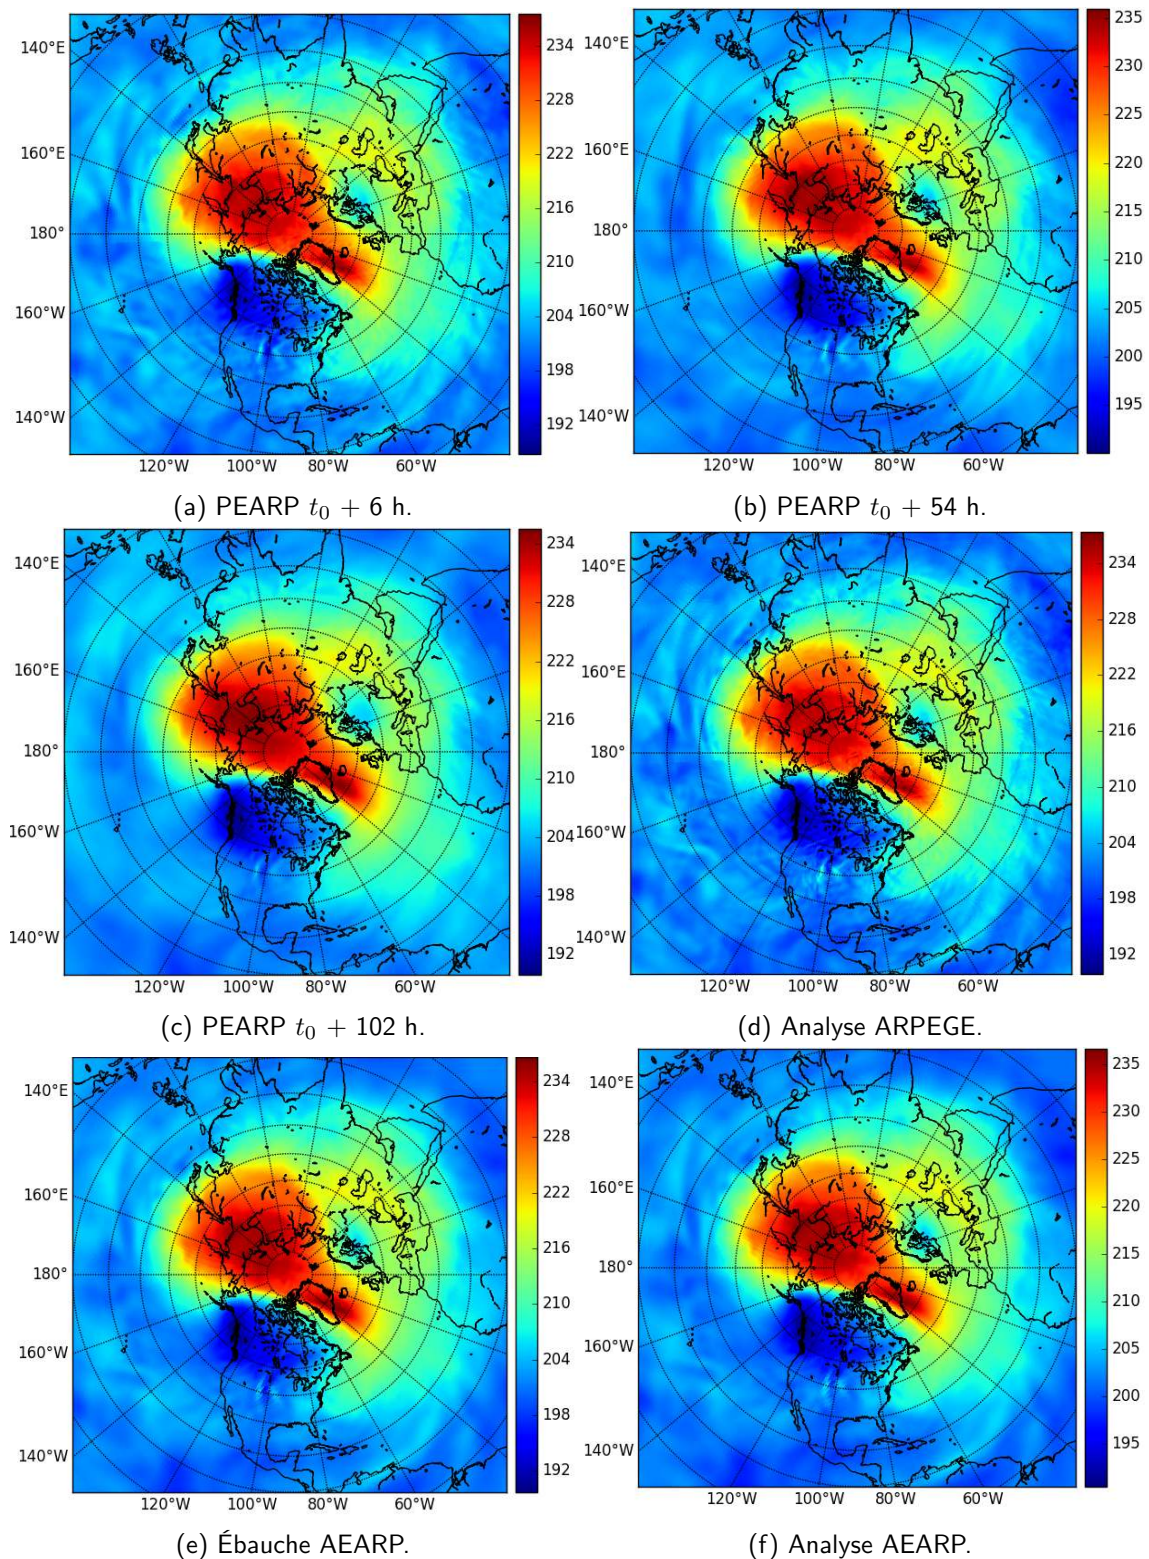 140°E
160°E
180°
160°W
140°W
120°W 100°W 80°W 60°W
234
228
222
216
210
204
198
192
(a) PEARP t₀ + 6 h.
140°E
160°E
180°
160°W
140°W
120°W 100°W 80°W 60°W
235
230
225
220
215
210
205
200
195
(b) PEARP t₀ + 54 h.
140°E
160°E
180°
160°W
140°W
120°W 100°W 80°W 60°W
234
228
222
216
210
204
198
192
(c) PEARP t₀ + 102 h.
140°E
160°E
180°
160°W
140°W
120°W 100°W 80°W 60°W
234
228
222
216
210
204
198
192
(d) Analyse ARPEGE.
140°E
160°E
180°
160°W
140°W
120°W 100°W 80°W 60°W
234
228
222
216
210
204
198
192
(e) Ébauche AEARP.
140°E
160°E
180°
160°W
140°W
120°W 100°W 80°W 60°W
235
230
225
220
215
210
205
200
195
(f) Analyse AEARP.